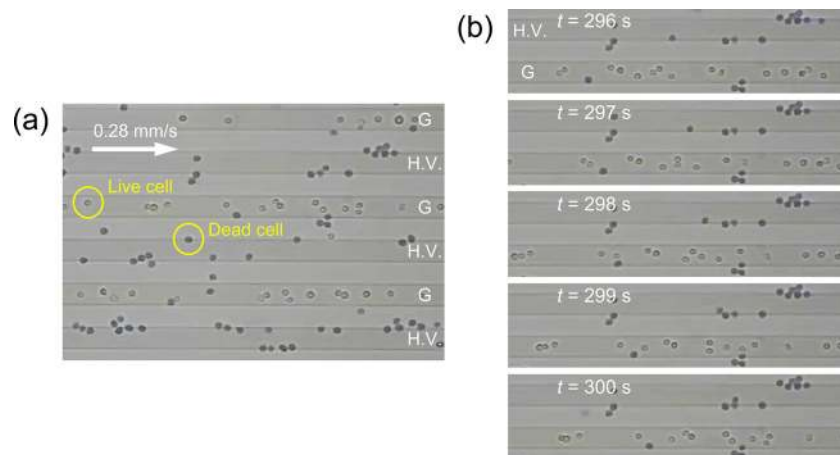 (a)
0.28 mm/s
G
H.V.
Live cell
G
Dead cell
H.V.
G
H.V.
(b)
H.V.
t = 296 s
G
t = 297 s
t = 298 s
t = 299 s
t = 300 s